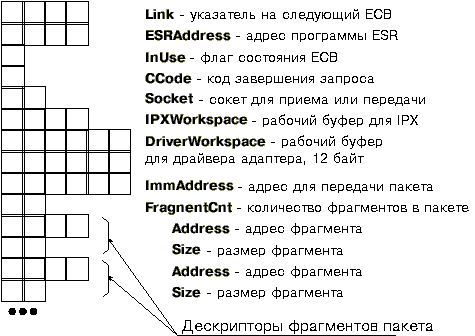 Link - указатель на следующий ECB
ESRAddress - адрес программы ESR
InUse - флаг состояния ECB
CCode - код завершения запроса
Socket - сокет для приема или передачи
IPXWorkspace - рабочий буфер для IPX
DriverWorkspace - рабочий буфер
для драйвера адаптера, 12 байт
ImmAddress - адрес для передачи пакета
FragnentCnt - количество фрагментов в пакете
Address - адрес фрагмента
Size - размер фрагмента
Address - адрес фрагмента
Size - размер фрагмента
Дескрипторы фрагментов пакета